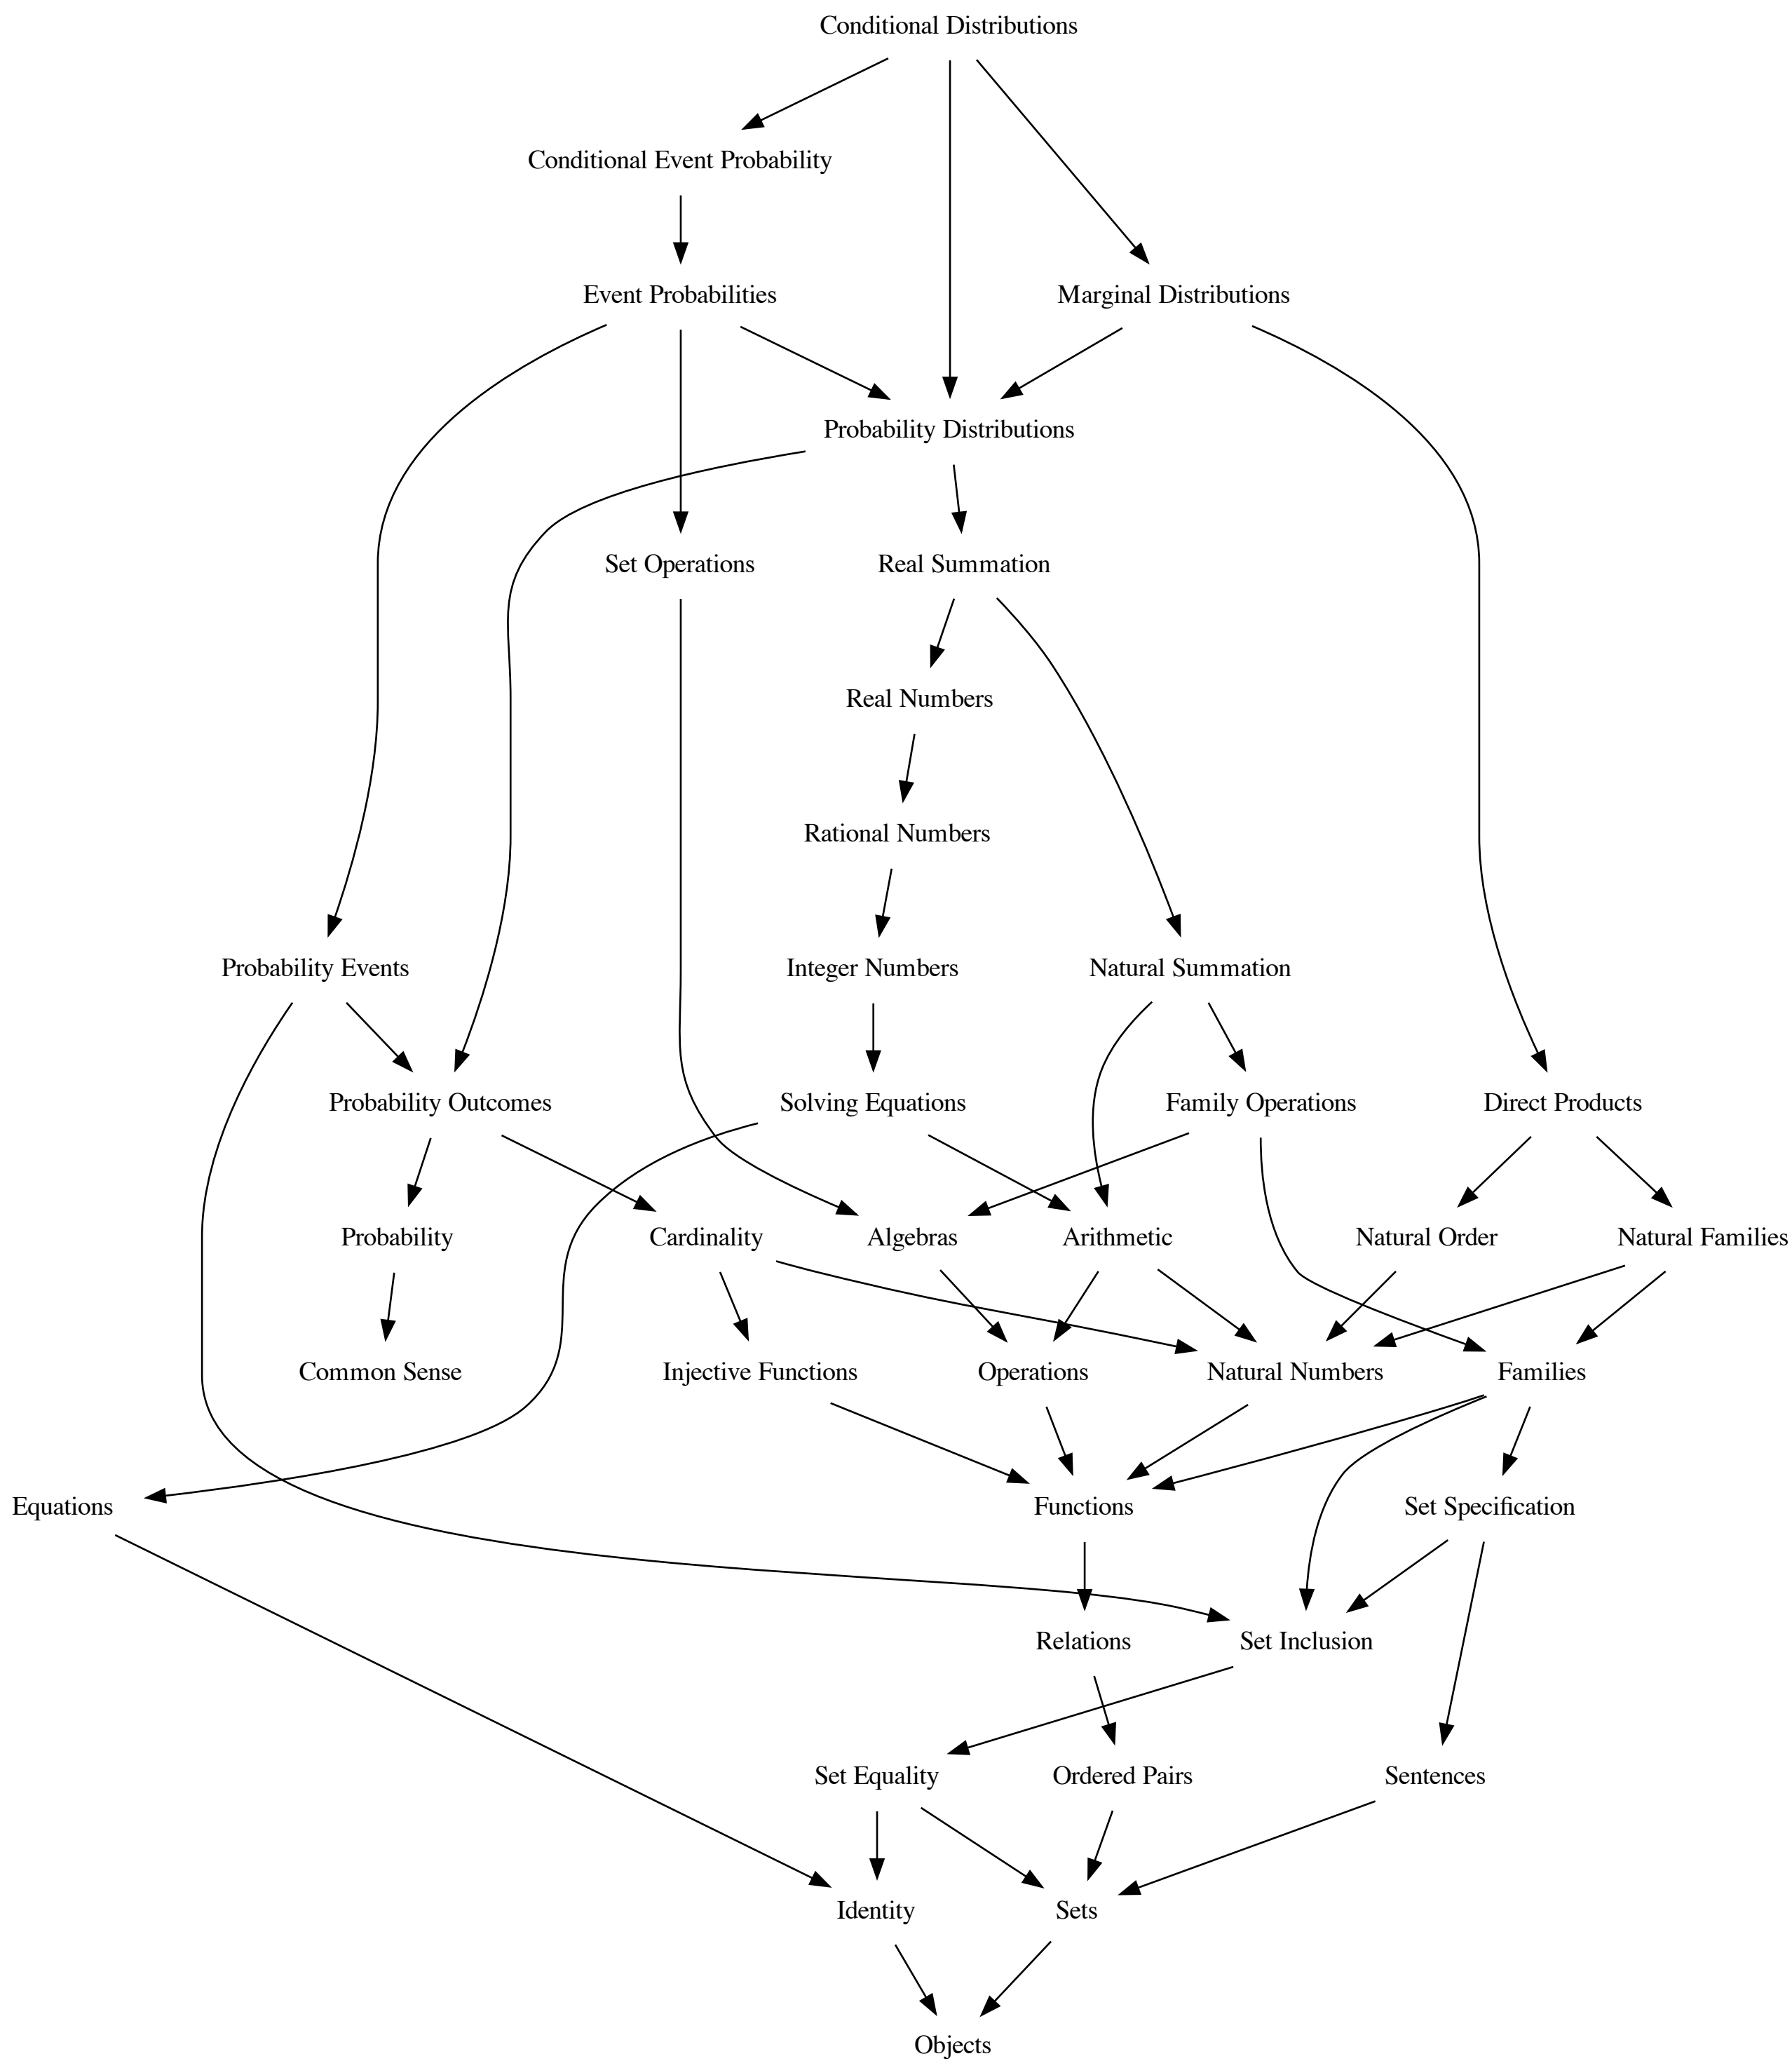 Conditional Distributions
Conditional Event Probability
Event Probabilities
Marginal Distributions
Probability Distributions
Set Operations
Real Summation
Real Numbers
Rational Numbers
Probability Events
Integer Numbers
Natural Summation
Probability Outcomes
Solving Equations
Family Operations
Direct Products
Probability
Cardinality
Algebras
Arithmetic
Natural Order
Natural Families
Common Sense
Injective Functions
Operations
Natural Numbers
Families
Equations
Functions
Set Specification
Relations
Set Inclusion
Set Equality
Ordered Pairs
Sentences
Identity
Sets
Objects